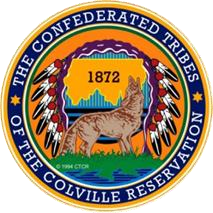 THE CONFEDERATED TRIBES
1872
© 1994 CTCR
OF THE COLVILLE RESERVATION